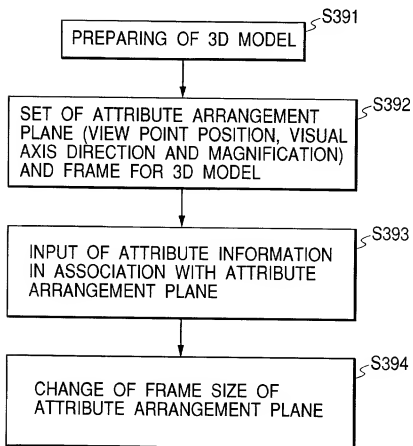 S391
PREPARING OF 3D MODEL
S392
SET OF ATTRIBUTE ARRANGEMENT
PLANE (VIEW POINT POSITION, VISUAL
AXIS DIRECTION AND MAGNIFICATION)
AND FRAME FOR 3D MODEL
S393
INPUT OF ATTRIBUTE INFORMATION
IN ASSOCIATION WITH ATTRIBUTE
ARRANGEMENT PLANE
S394
CHANGE OF FRAME SIZE OF
ATTRIBUTE ARRANGEMENT PLANE